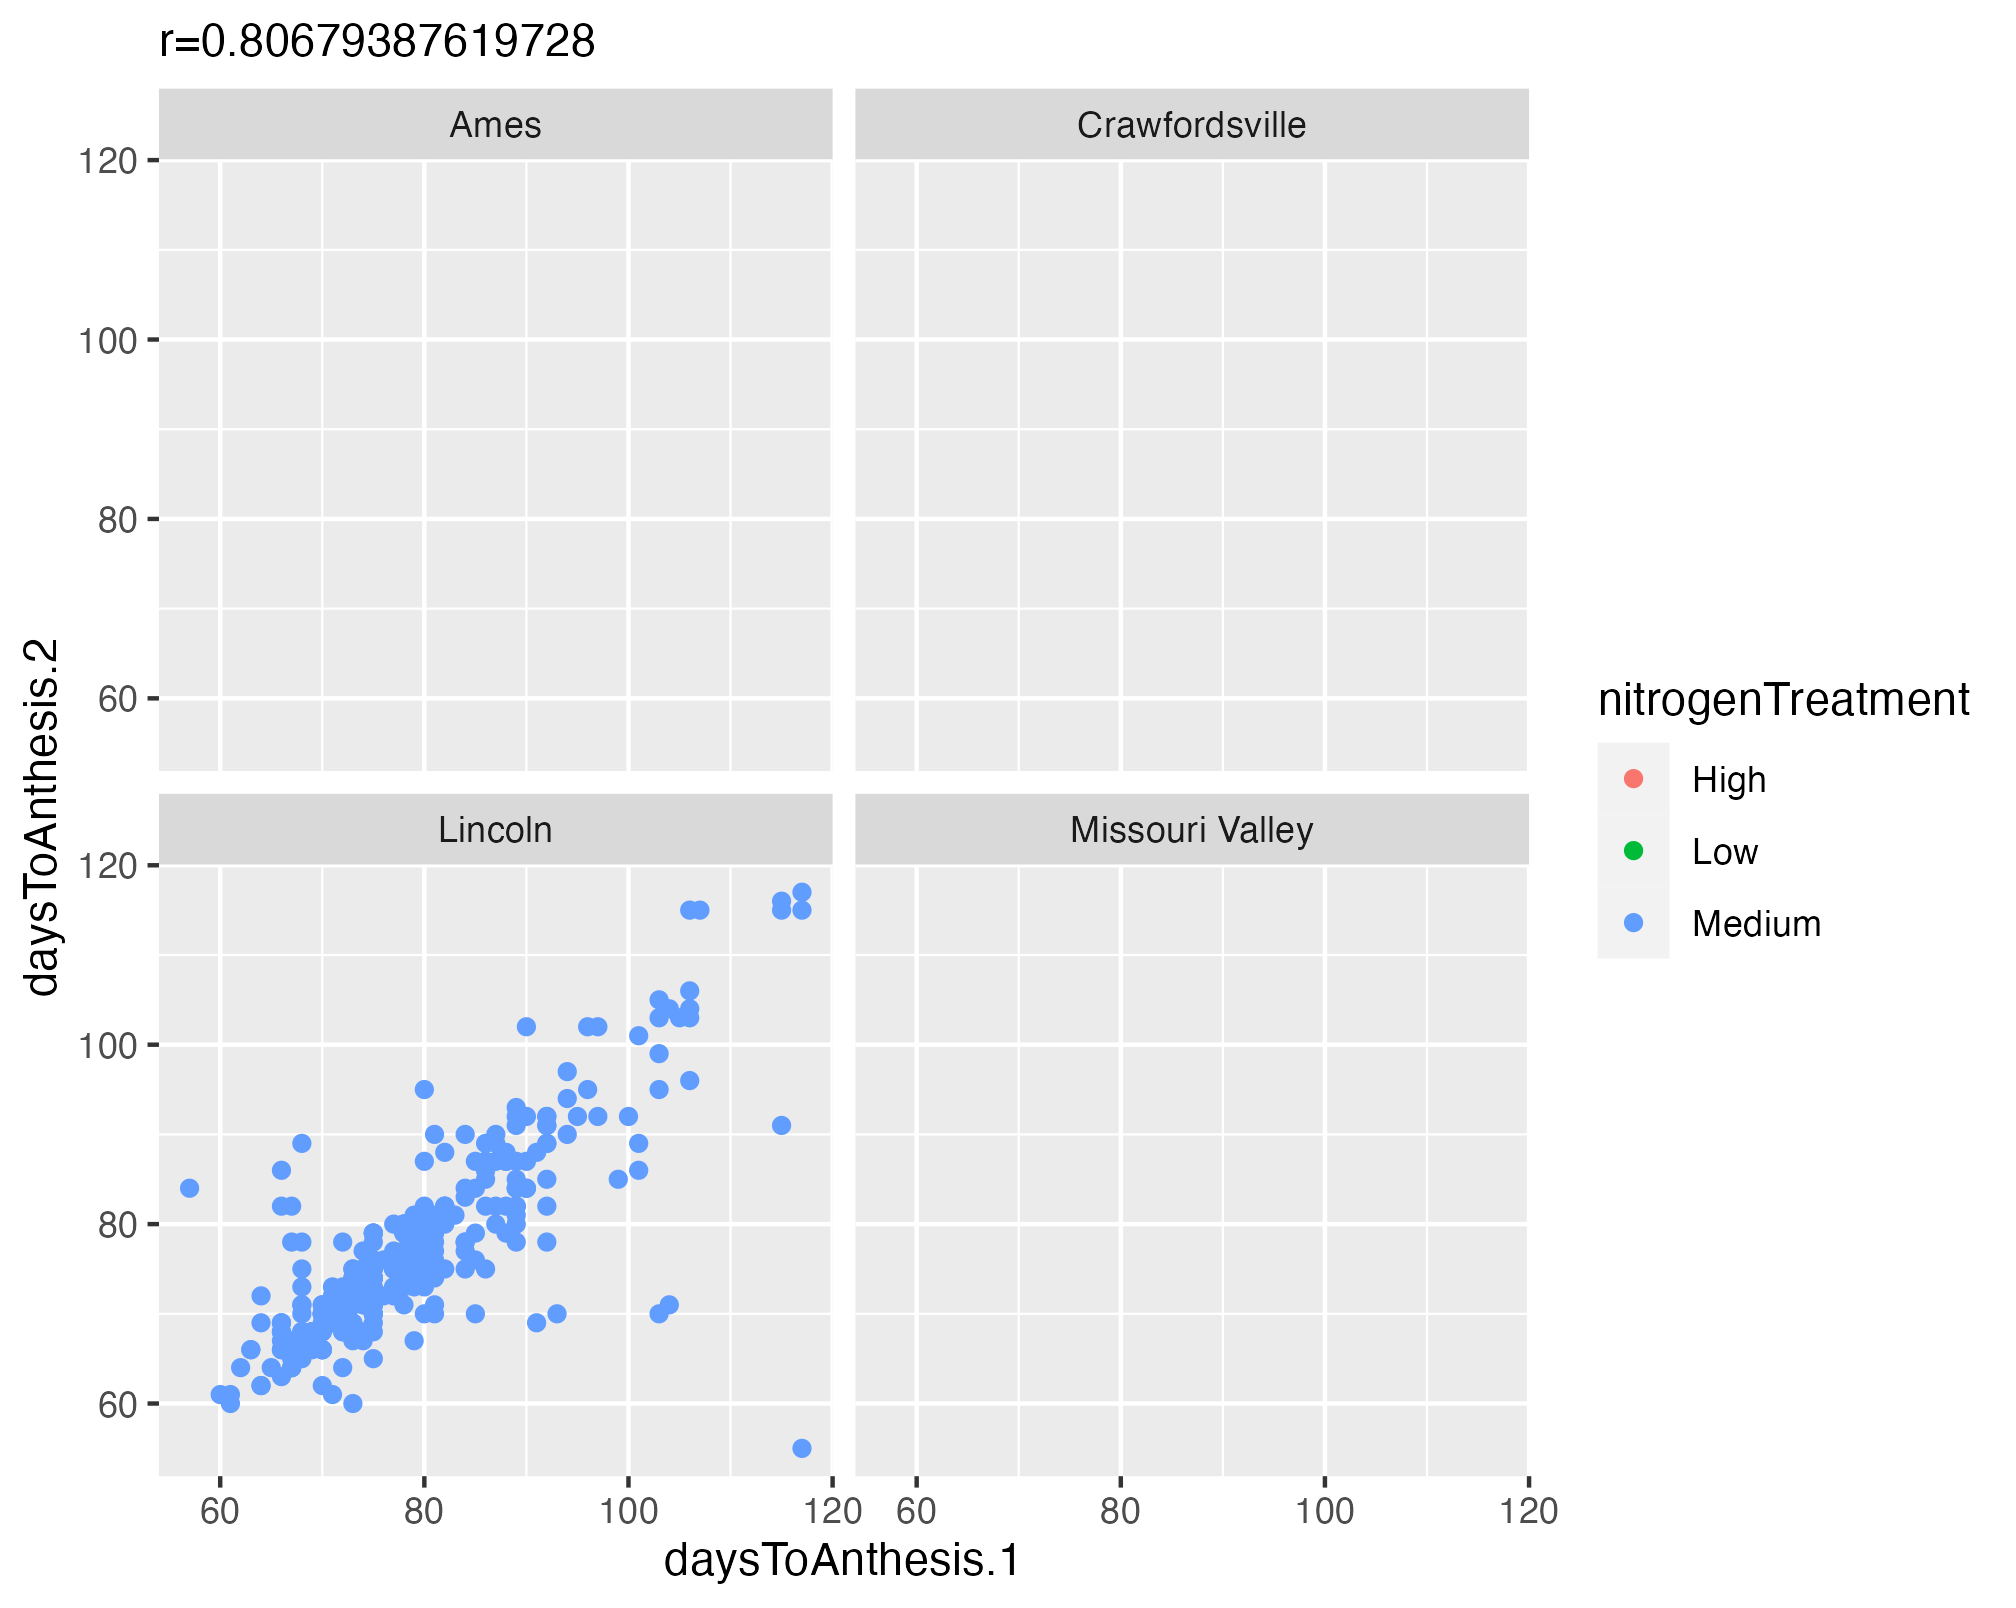 r=0.80679387619728
Ames
Crawfordsville
120
100
80
60
Lincoln
Missouri Valley
120
100
80
60
60
80
100
120
60
80
100
120
daysToAnthesis.1
daysToAnthesis.2
nitrogenTreatment
High
Low
Medium